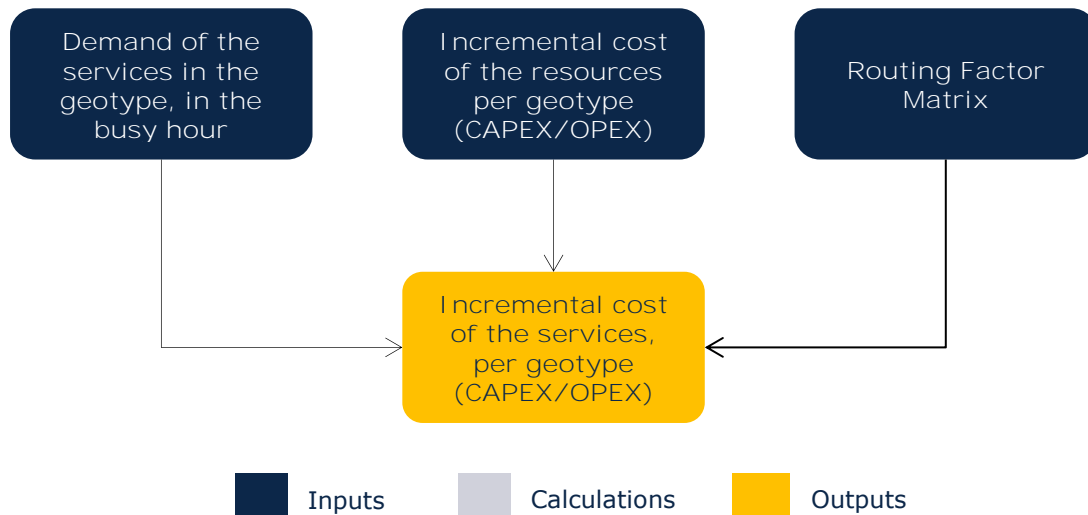 Demand of the
services in the
geotype, in the
busy hour
Incremental cost
of the resources
per geotype
(CAPEX/OPEX)
Routing Factor
Matrix
Incremental cost
of the services,
per geotype
(CAPEX/OPEX)
Inputs
Calculations
Outputs